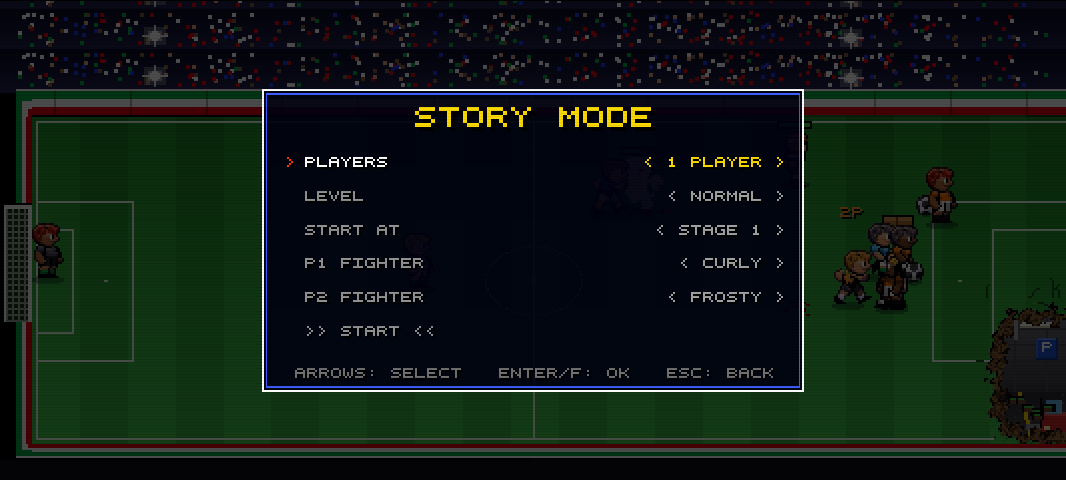 STORY MODE
> PLAYERS < 1 PLAYER >
LEVEL < NORMAL >
START AT < STAGE 1 >
P1 FIGHTER < CURLY >
P2 FIGHTER < FROSTY >
>> START <<
ARROWS: SELECT ENTER/F: OK ESC: BACK
2P
P